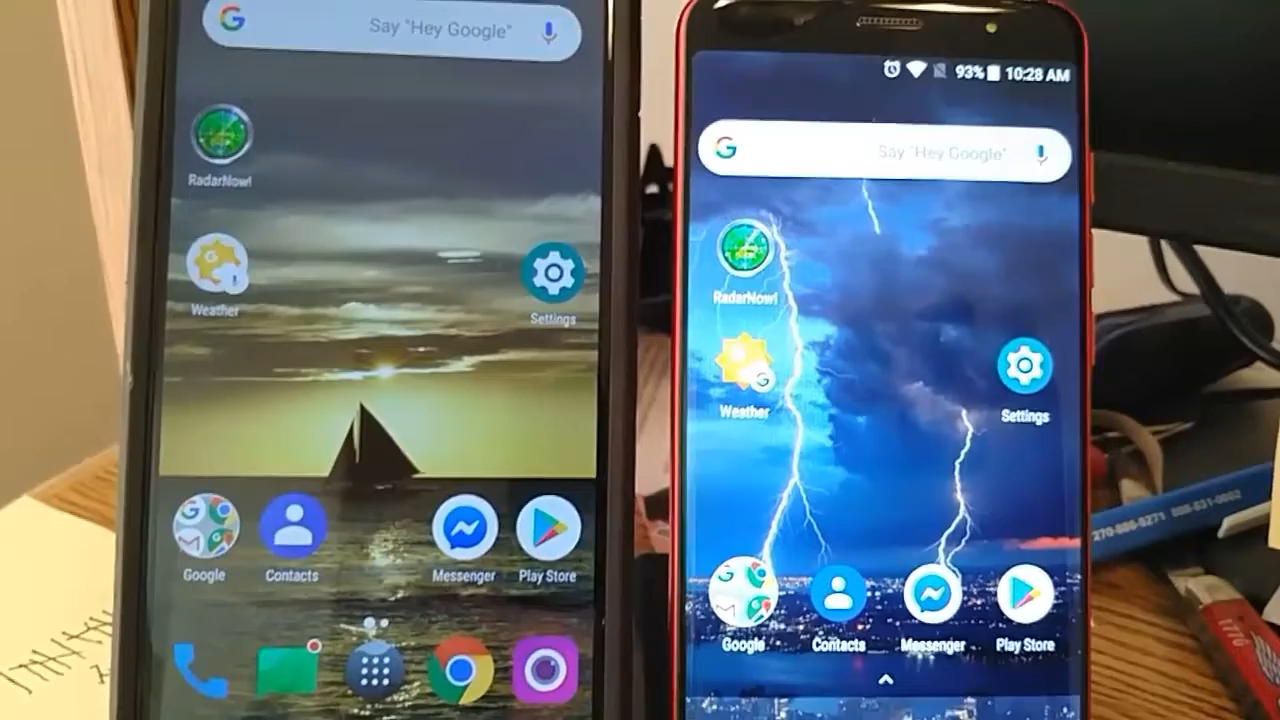 Say "Hey Google"
RadarNow!
Weather
Settings
Google
Contacts
Messenger
Play Store
93% 10:28 AM
Say "Hey Google"
RadarNow!
Weather
Settings
Google
Contacts
Messenger
Play Store